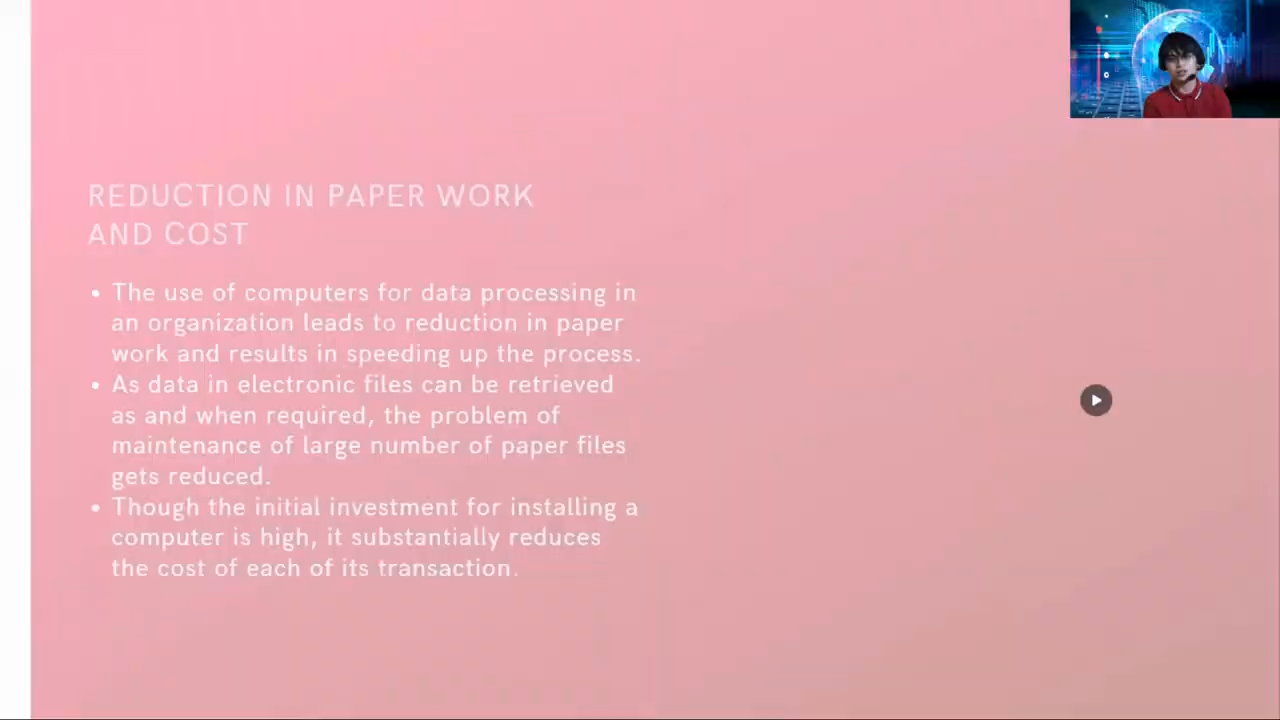 REDUCTION IN PAPER WORK
AND COST
• The use of computers for data processing in
an organization leads to reduction in paper
work and results in speeding up the process.
• As data in electronic files can be retrieved
as and when required, the problem of
maintenance of large number of paper files
gets reduced.
• Though the initial investment for installing a
computer is high, it substantially reduces
the cost of each of its transaction.